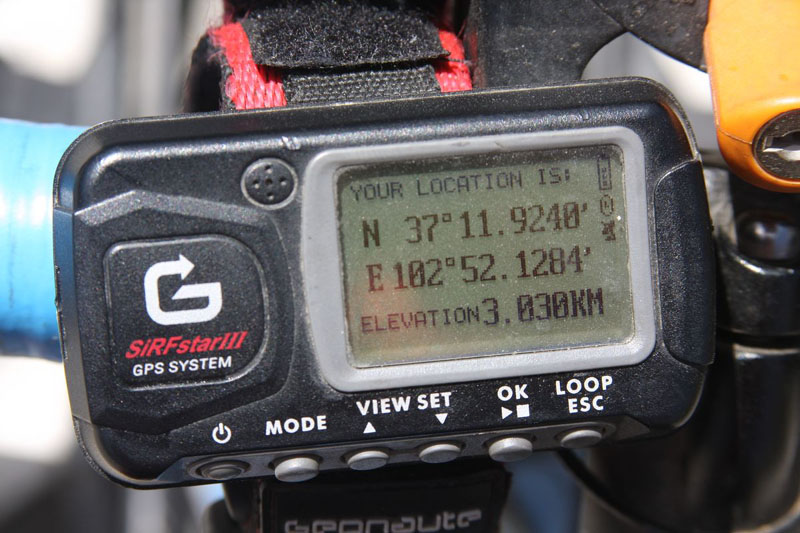 YOUR LOCATION IS:
N 37°11.9240'
E 102°52.1284'
ELEVATION 3.030KM
G
SiRFstarIII
GPS SYSTEM
MODE
VIEW SET
OK
LOOP
ESC
GEONAUTE